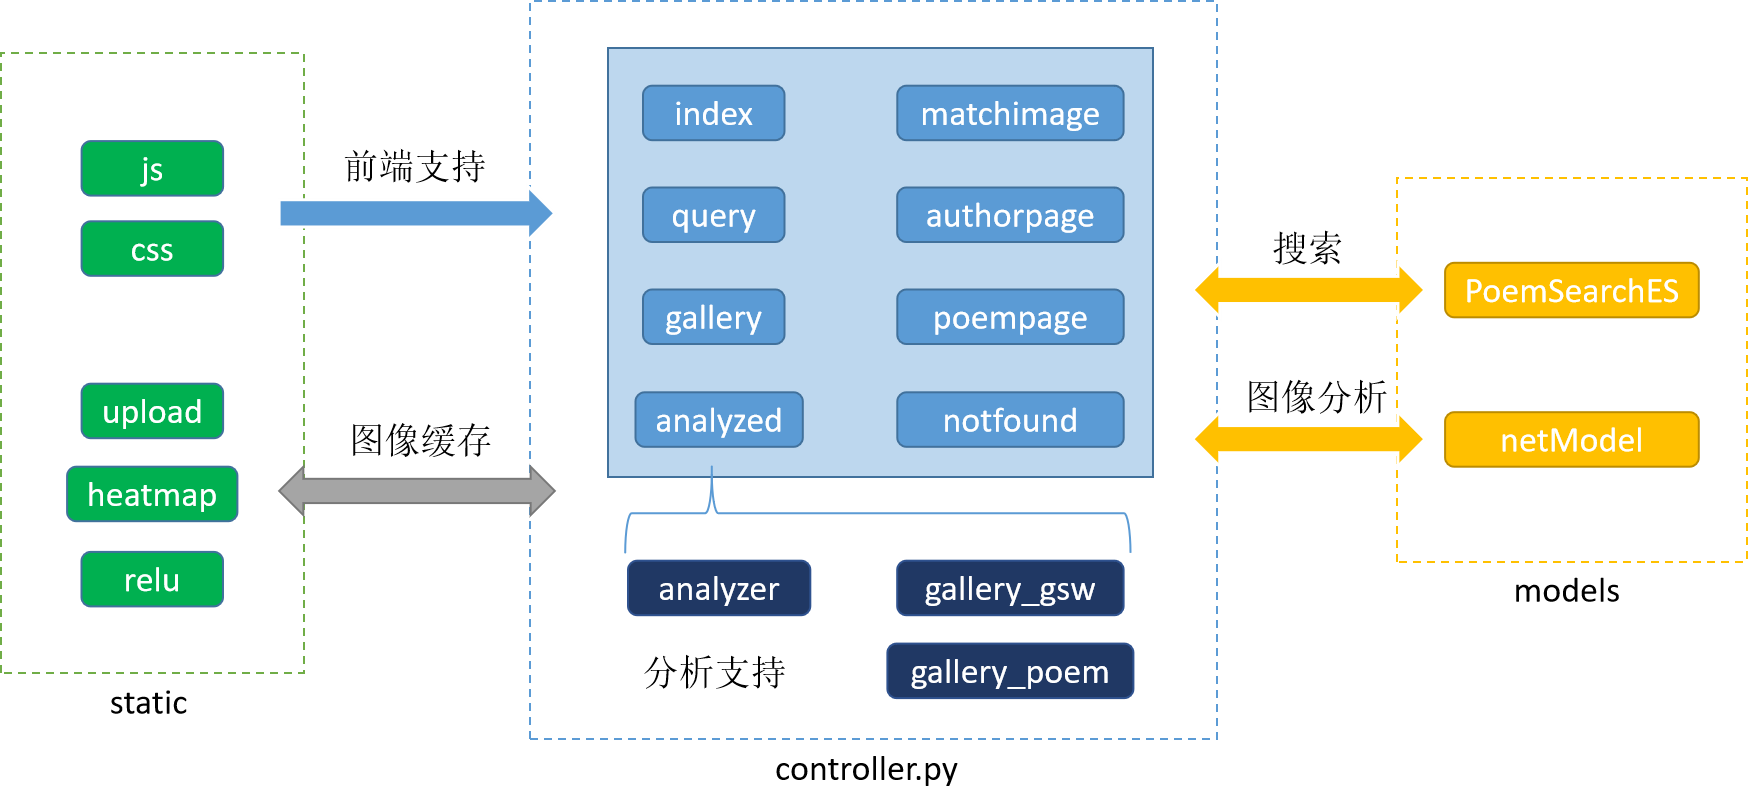 js
css
upload
heatmap
relu
static
前端支持
图像缓存
index
matchimage
query
authorpage
gallery
poempage
analyzed
notfound
analyzer
gallery_gsw
分析支持
gallery_poem
controller.py
搜索
图像分析
PoemSearchES
netModel
models